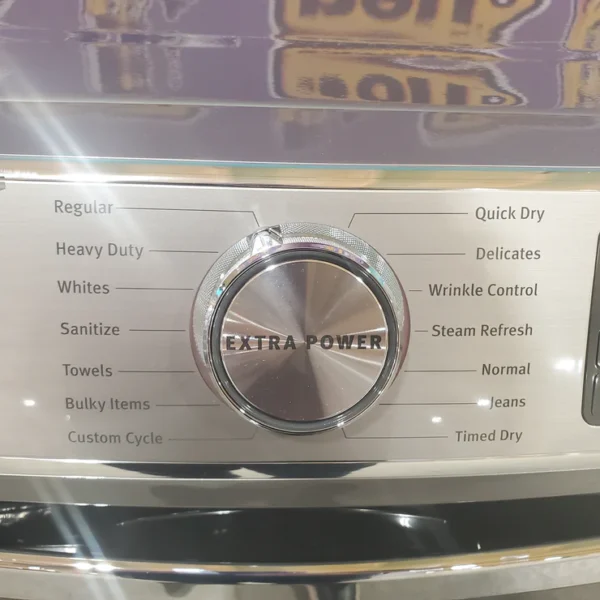 Regular
Heavy Duty
Whites
Sanitize
Towels
Bulky Items
Custom Cycle
EXTRA POWER
Quick Dry
Delicates
Wrinkle Control
Steam Refresh
Normal
Jeans
Timed Dry